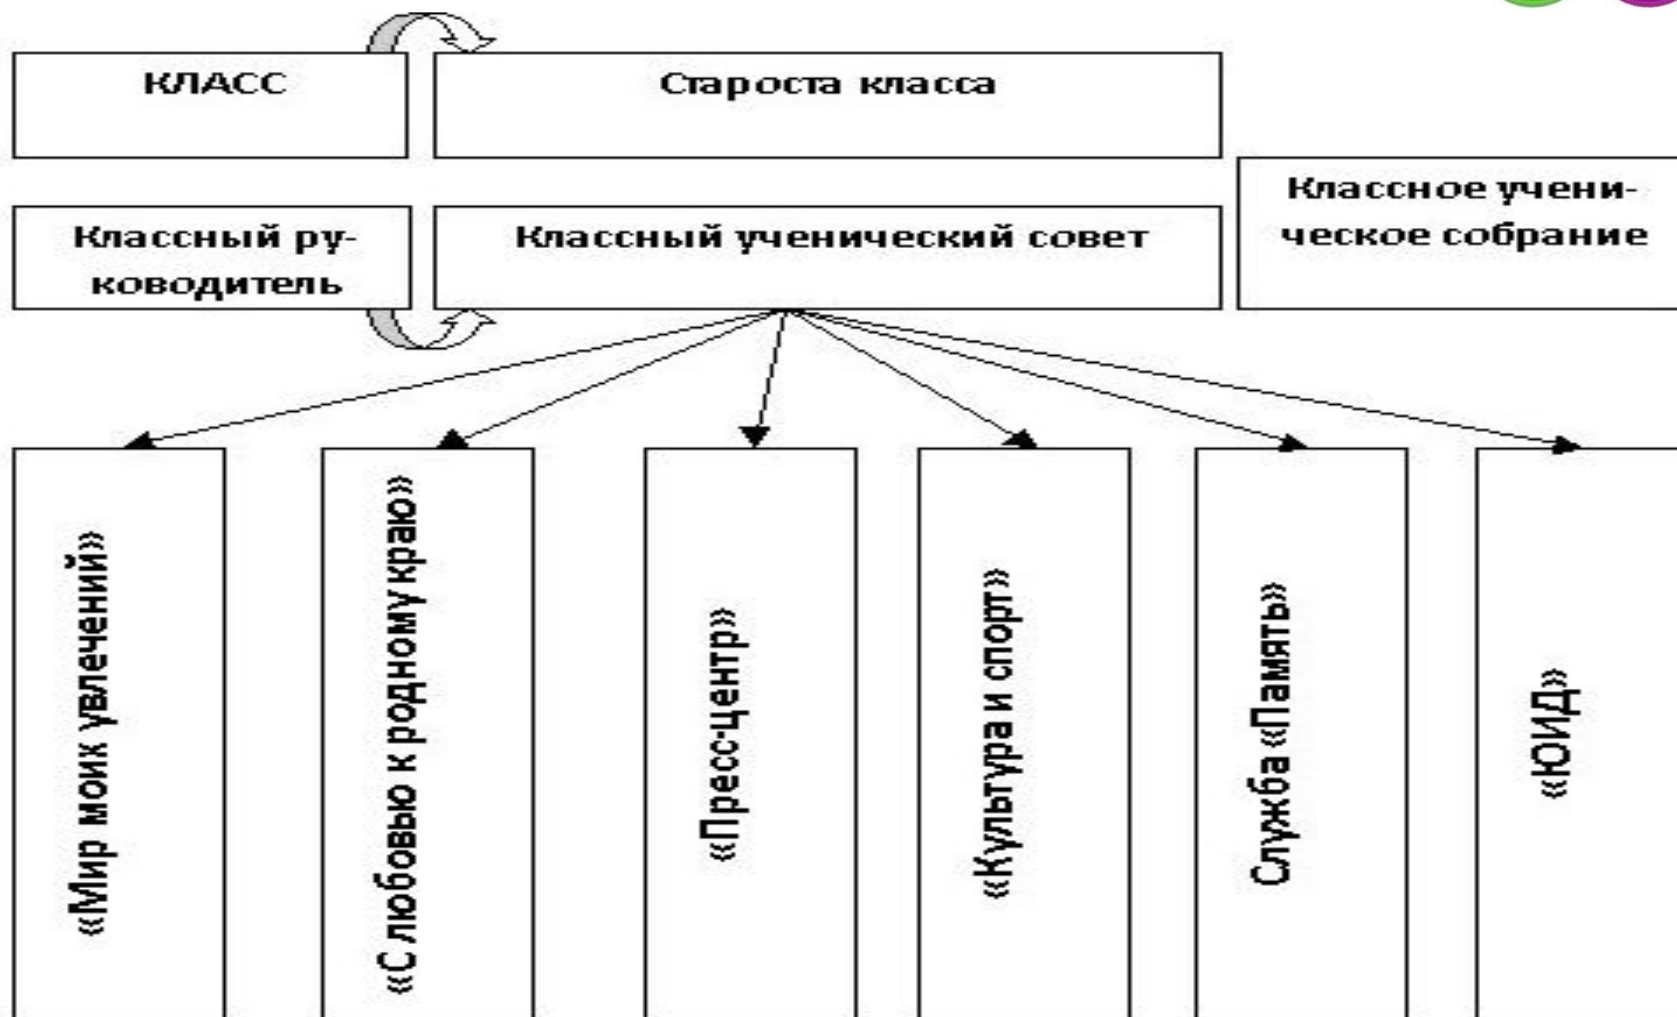 КЛАСС
Староста класса
Классное учени-
ческое собрание
Классный ру-
ководитель
Классный ученический совет
«Мир моих увлечений»
«С любовью к родному краю»
«Пресс-центр»
«Культура и спорт»
Служба «Память»
«ЮИД»